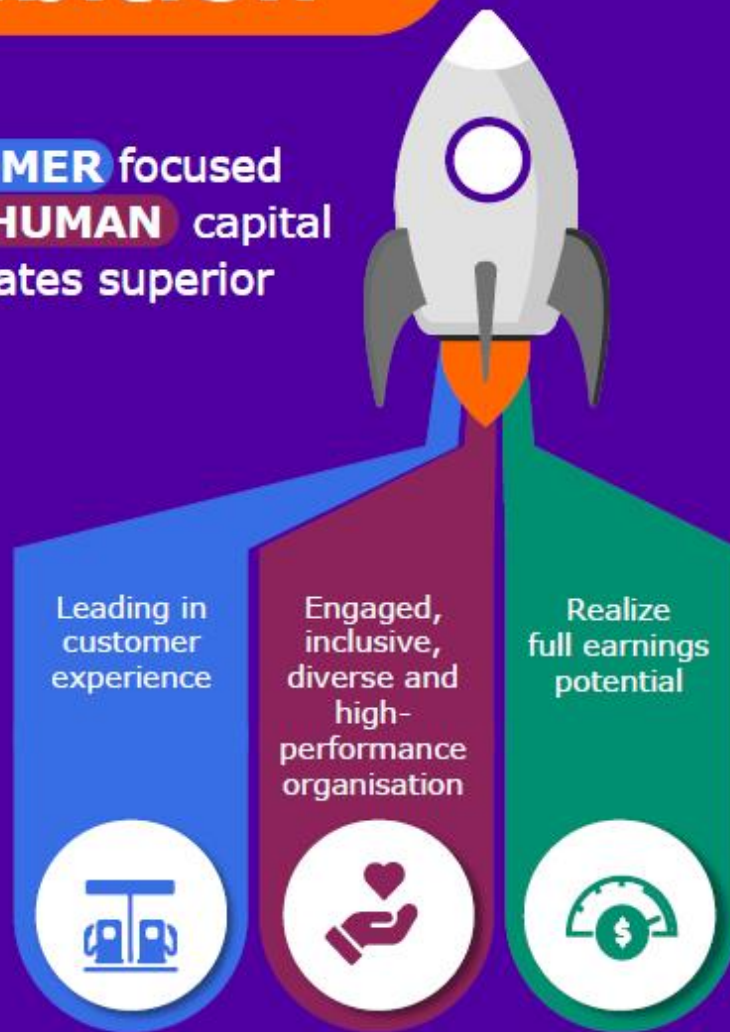 MER focused
HUMAN capital
ates superior
Leading in
customer
experience
Engaged,
inclusive,
diverse and
high-
performance
organisation
Realize
full earnings
potential
$